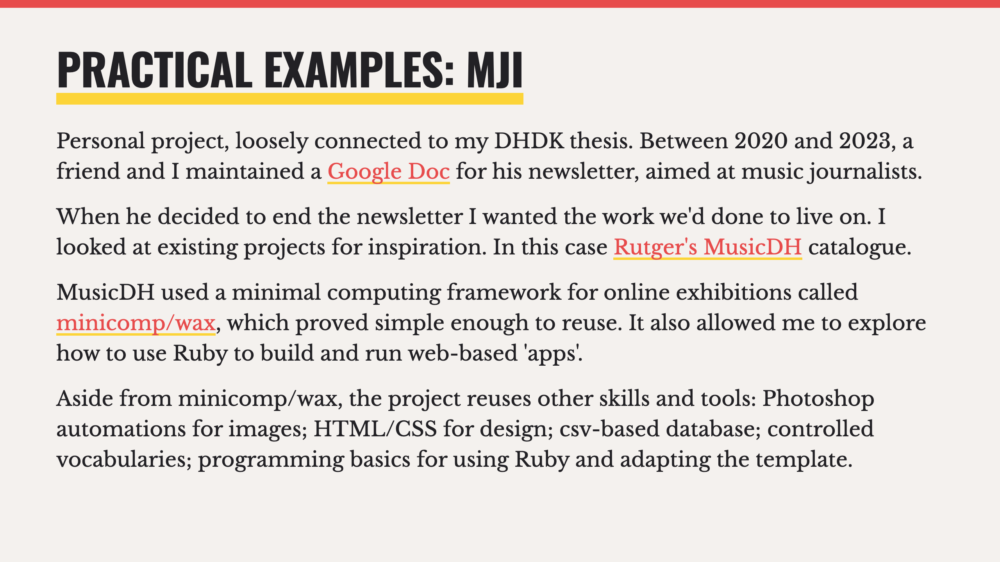 PRACTICAL EXAMPLES: MJI
Personal project, loosely connected to my DHDK thesis. Between 2020 and 2023, a
friend and I maintained a Google Doc for his newsletter, aimed at music journalists.
When he decided to end the newsletter I wanted the work we'd done to live on. I
looked at existing projects for inspiration. In this case Rutger's MusicDH catalogue.
MusicDH used a minimal computing framework for online exhibitions called
minicomp/wax, which proved simple enough to reuse. It also allowed me to explore
how to use Ruby to build and run web-based 'apps'.
Aside from minicomp/wax, the project reuses other skills and tools: Photoshop
automations for images; HTML/CSS for design; csv-based database; controlled
vocabularies; programming basics for using Ruby and adapting the template.